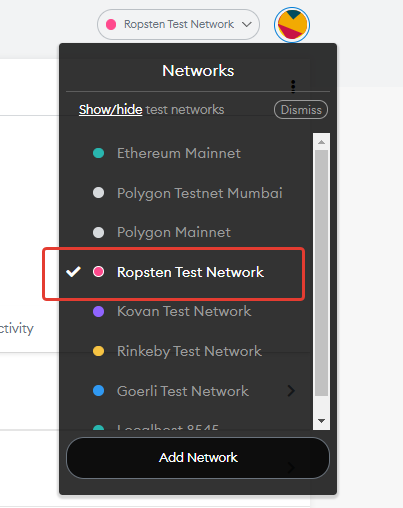 Ropsten Test Network
Networks
Show/hide test networks
Dismiss
Ethereum Mainnet
Polygon Testnet Mumbai
Polygon Mainnet
Ropsten Test Network
Kovan Test Network
ctivity
Rinkeby Test Network
Goerli Test Network
Localhost 8545
Add Network